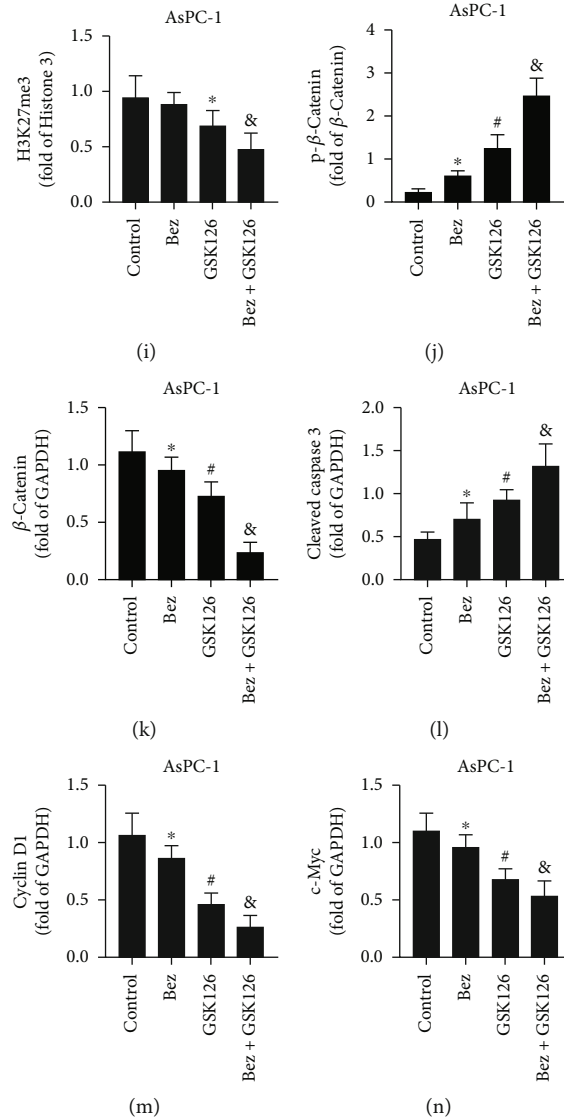 AsPC-1
H3K27me3
(fold of Histone 3)
1.5
1.0
0.5
0.0
*
&
Control
Bez
GSK126
Bez + GSK126
(i)
AsPC-1
p-β-Catenin
(fold of β-Catenin)
4
3
2
1
0
*
#
&
Control
Bez
GSK126
Bez + GSK126
(j)
AsPC-1
β-Catenin
(fold of GAPDH)
1.5
1.0
0.5
0.0
*
#
&
Control
Bez
GSK126
Bez + GSK126
(k)
AsPC-1
Cleaved caspase 3
(fold of GAPDH)
2.0
1.5
1.0
0.5
0.0
*
#
&
Control
Bez
GSK126
Bez + GSK126
(l)
AsPC-1
Cyclin D1
(fold of GAPDH)
1.5
1.0
0.5
0.0
*
#
&
Control
Bez
GSK126
Bez + GSK126
(m)
AsPC-1
c-Myc
(fold of GAPDH)
1.5
1.0
0.5
0.0
*
#
&
Control
Bez
GSK126
Bez + GSK126
(n)